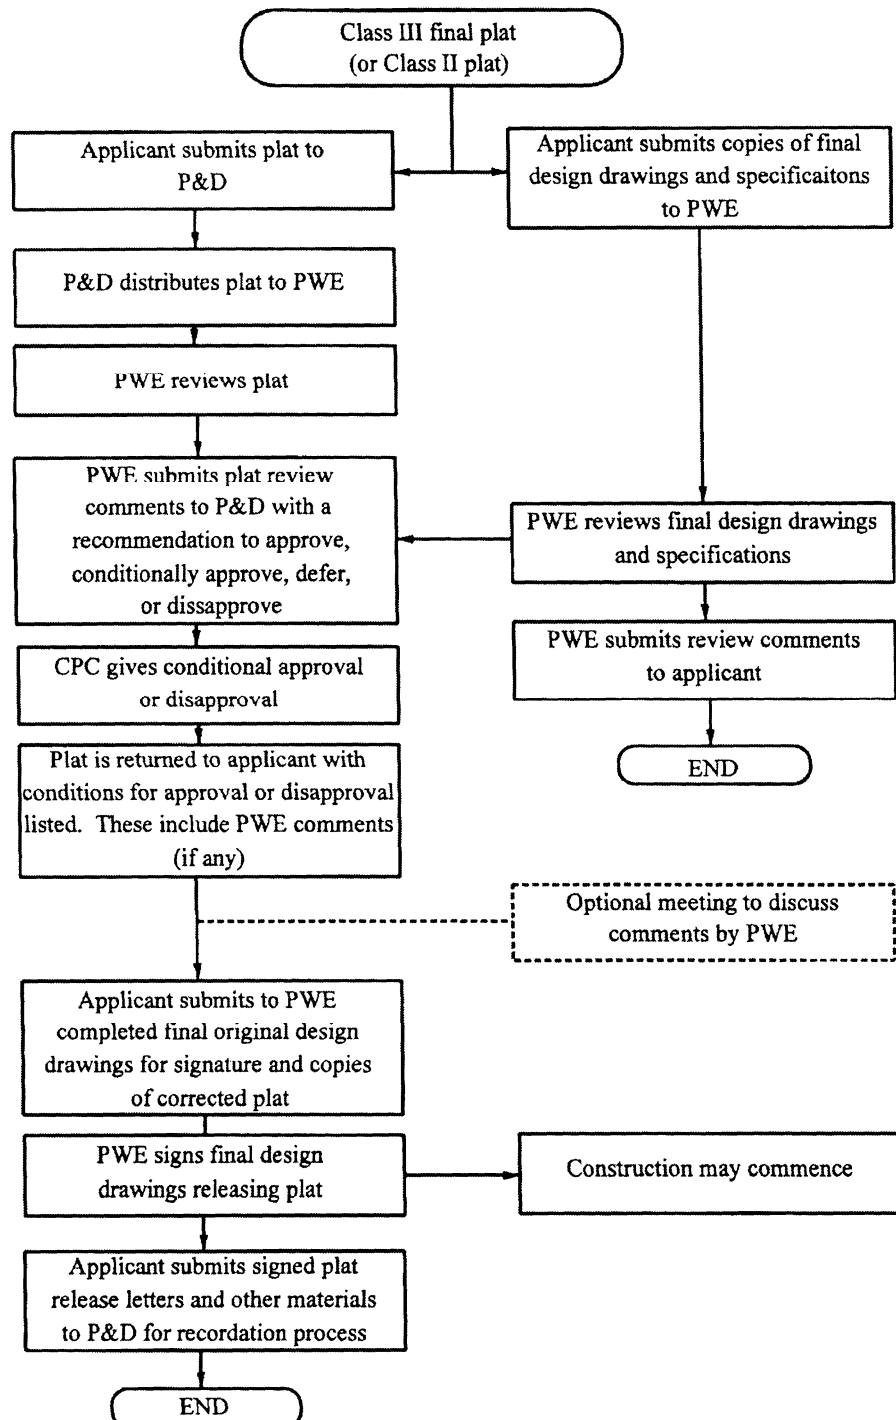 Class III final plat
(or Class II plat)
Applicant submits plat to
P&D
Applicant submits copies of final
design drawings and specificaitons
to PWE
P&D distributes plat to PWE
PWE reviews plat
PWE submits plat review
comments to P&D with a
recommendation to approve,
conditionally approve, defer,
or dissapprove
PWE reviews final design drawings
and specifications
PWE submits review comments
to applicant
END
CPC gives conditional approval
or disapproval
Plat is returned to applicant with
conditions for approval or disapproval
listed. These include PWE comments
(if any)
Optional meeting to discuss
comments by PWE
Applicant submits to PWE
completed final original design
drawings for signature and copies
of corrected plat
PWE signs final design
drawings releasing plat
Construction may commence
Applicant submits signed plat
release letters and other materials
to P&D for recordation process
END